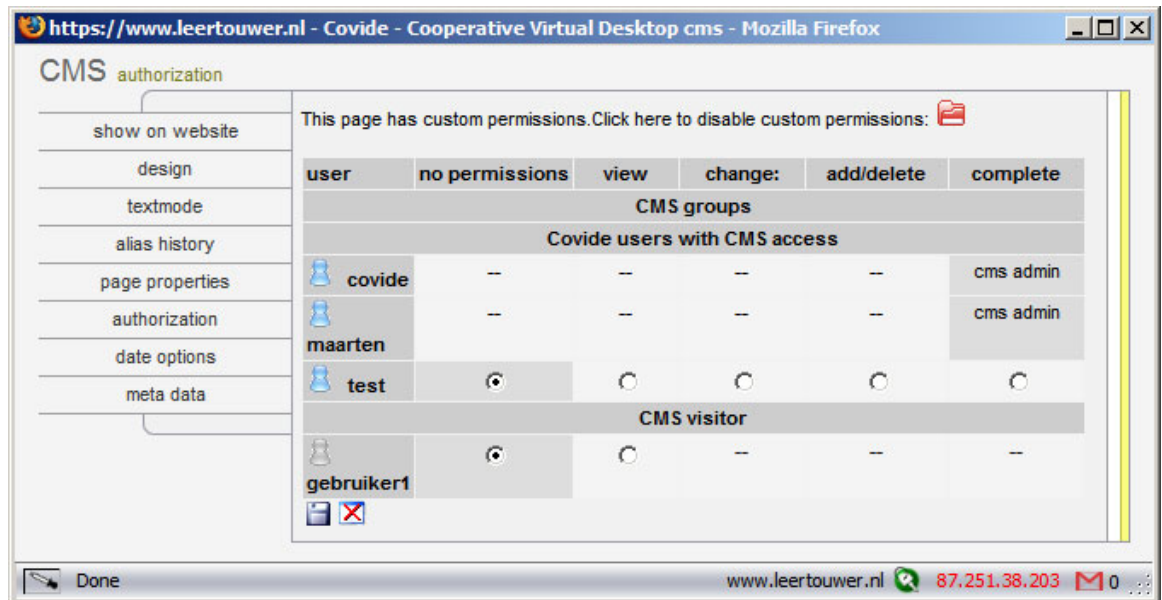 https://www.leertouwer.nl - Covide - Cooperative Virtual Desktop cms - Mozilla Firefox
CMS authorization
show on website
design
textmode
alias history
page properties
authorization
date options
meta data
This page has custom permissions.Click here to disable custom permissions:
user no permissions view change: add/delete complete
CMS groups
Covide users with CMS access
covide -- -- -- -- cms admin
maarten -- -- -- -- cms admin
test
CMS visitor
gebruiker1 -- -- --
Done www.leertouwer.nl 87.251.38.203 0